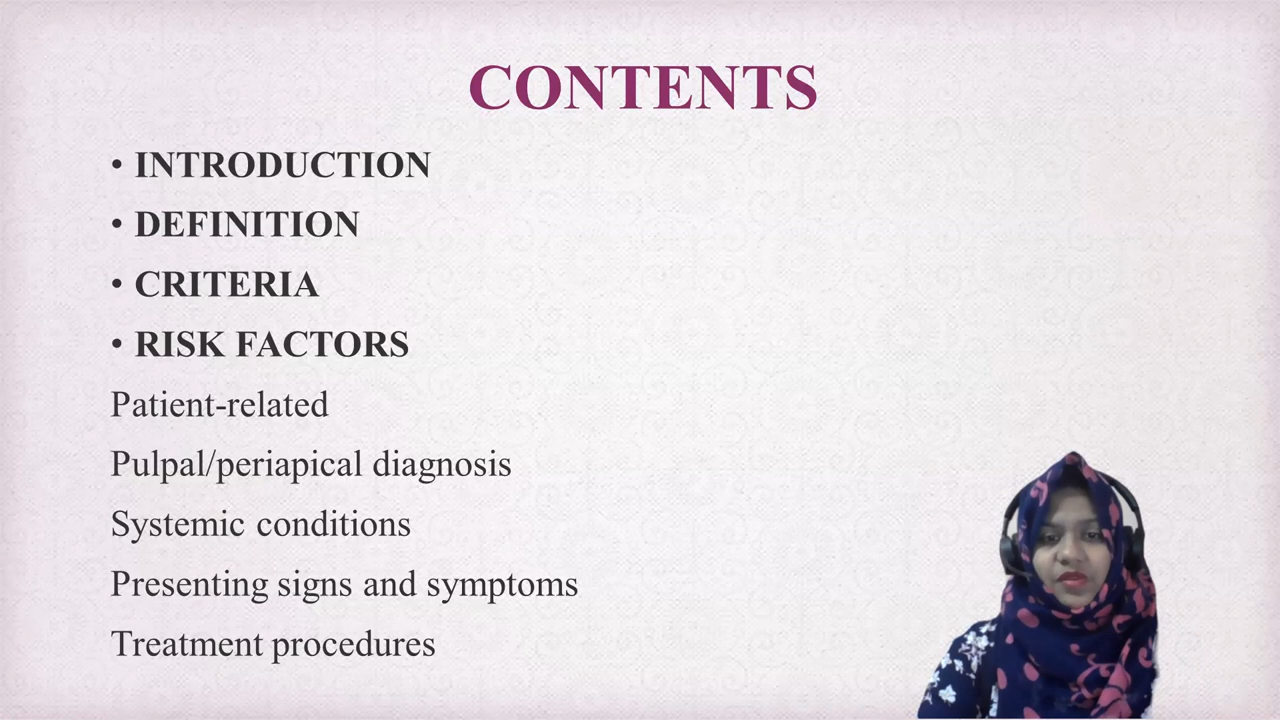 CONTENTS
• INTRODUCTION
• DEFINITION
• CRITERIA
• RISK FACTORS
Patient-related
Pulpal/periapical diagnosis
Systemic conditions
Presenting signs and symptoms
Treatment procedures